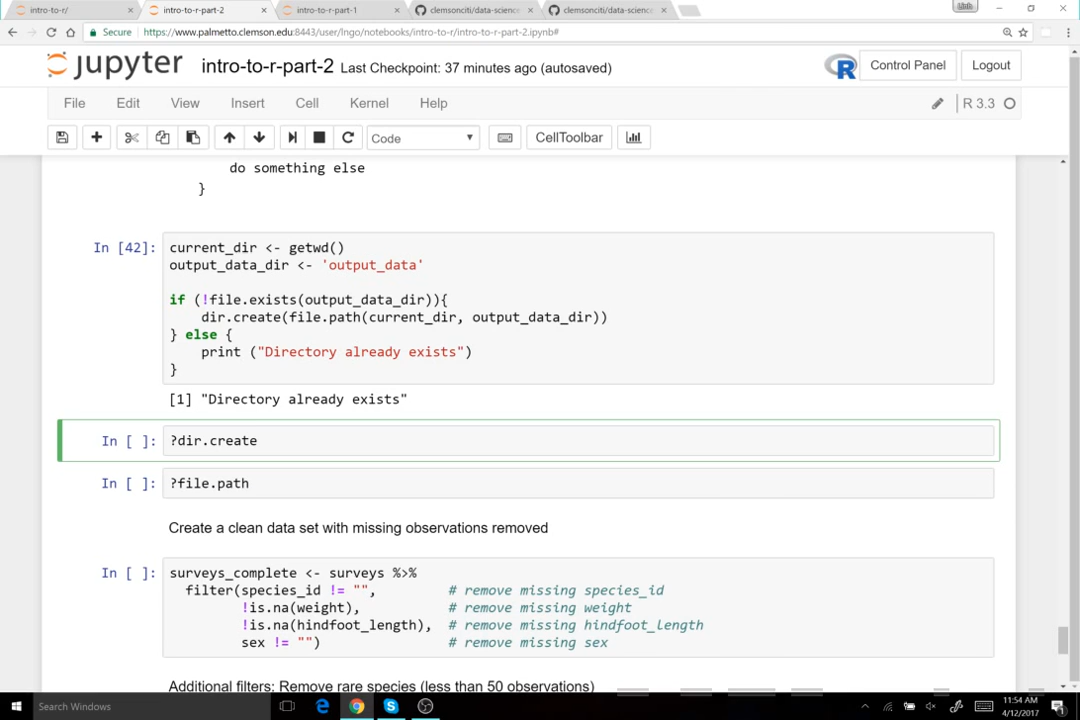 intro-to-r/
intro-to-r-part-2
intro-to-r-part-1
clemsonciti/data-science
clemsonciti/data-science
Linh
Secure
https://www.palmetto.clemson.edu:8443/user/lngo/notebooks/intro-to-r/intro-to-r-part-2.ipynb#
jupyter intro-to-r-part-2 Last Checkpoint: 37 minutes ago (autosaved)
R
Control Panel
Logout
File Edit View Insert Cell Kernel Help
R 3.3
Code
CellToolbar
do something else
}
In [42]:
current_dir <- getwd()
output_data_dir <- 'output_data'
if (!file.exists(output_data_dir)){
dir.create(file.path(current_dir, output_data_dir))
} else {
print ("Directory already exists")
}
[1] "Directory already exists"
In [ ]: ?dir.create
In [ ]: ?file.path
Create a clean data set with missing observations removed
In [ ]: surveys_complete <- surveys %>%
filter(species_id != "", # remove missing species_id
!is.na(weight), # remove missing weight
!is.na(hindfoot_length), # remove missing hindfoot_length
sex != "") # remove missing sex
Additional filters: Remove rare species (less than 50 observations)
Search Windows
11:54 AM
4/12/2017